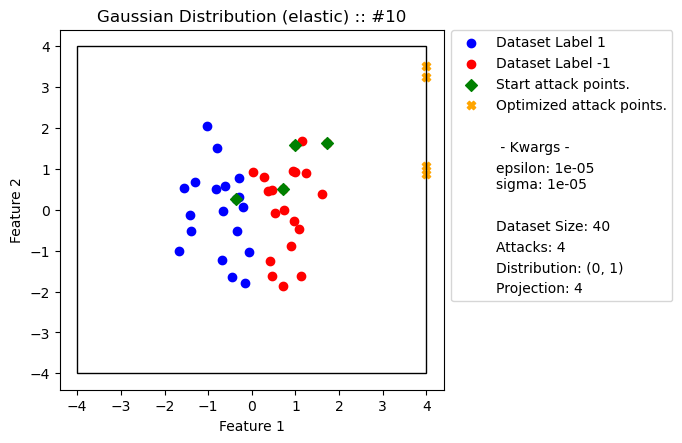 Gaussian Distribution (elastic) :: #10
4
3
2
1
0
−1
−2
−3
−4
Feature 2
−4 −3 −2 −1 0 1 2 3 4
Feature 1
Dataset Label 1
Dataset Label -1
Start attack points.
Optimized attack points.
- Kwargs -
epsilon: 1e-05
sigma: 1e-05
Dataset Size: 40
Attacks: 4
Distribution: (0, 1)
Projection: 4